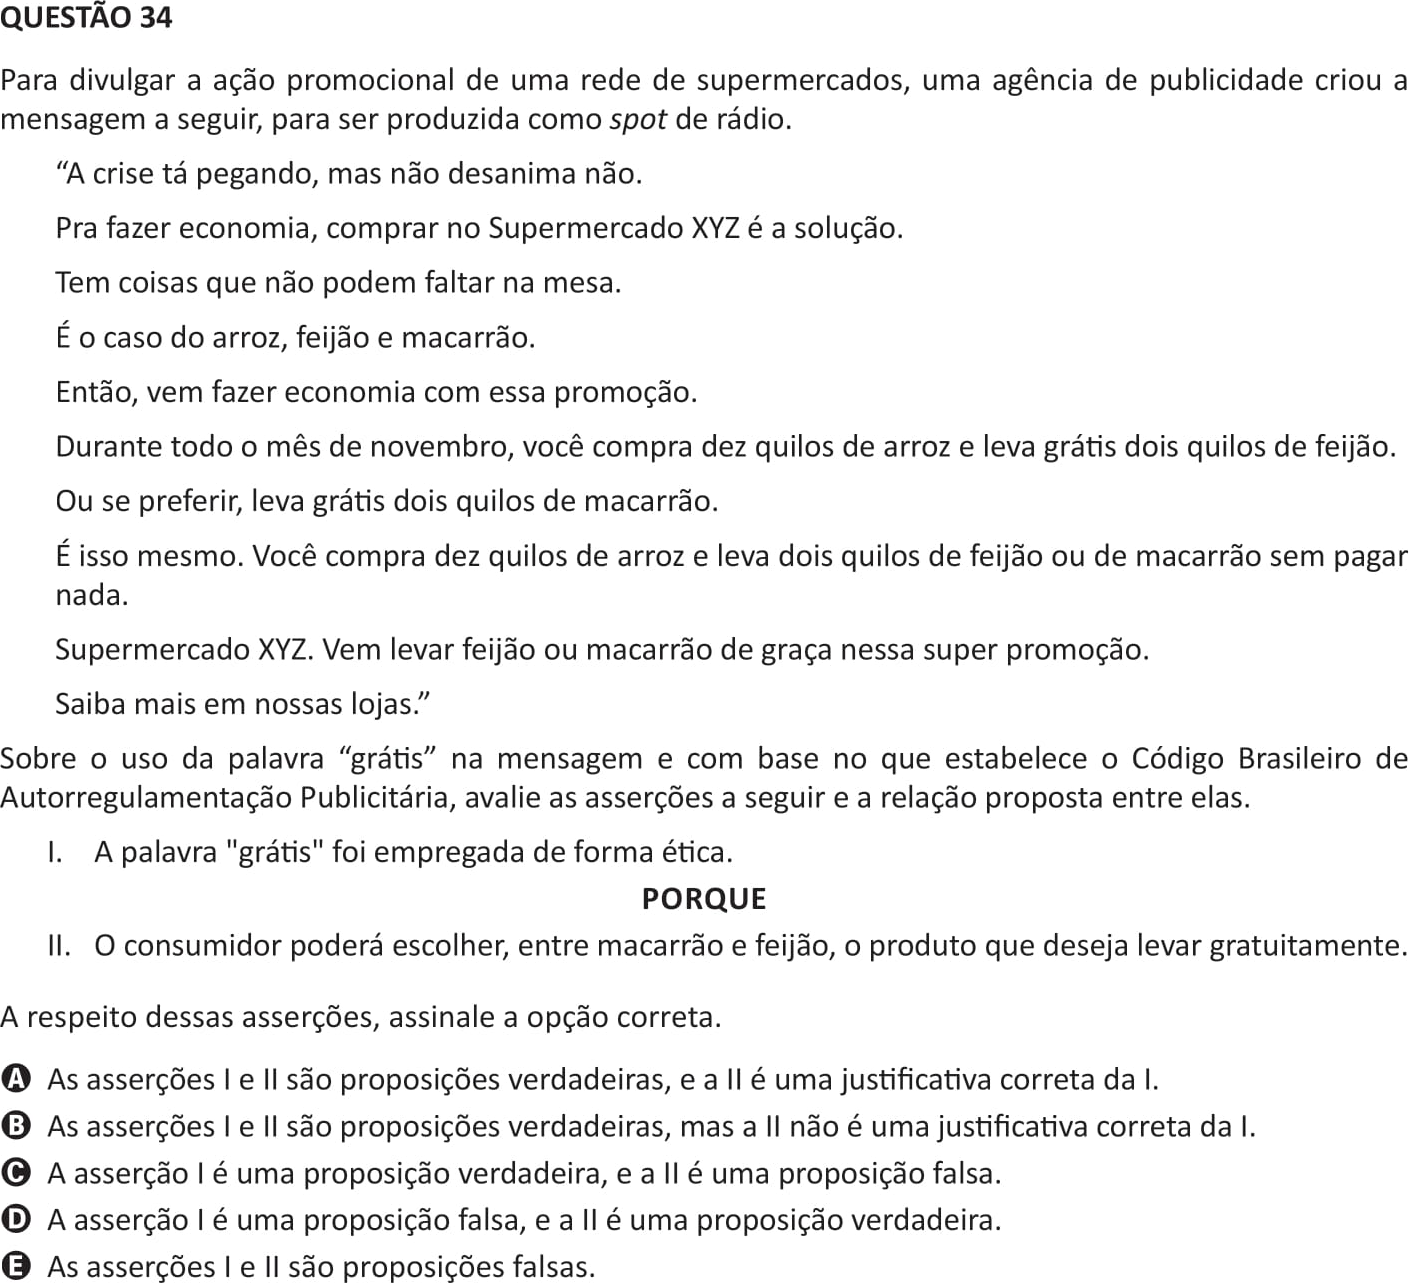 QUESTÃO 34
Para divulgar a ação promocional de uma rede de supermercados, uma agência de publicidade criou a
mensagem a seguir, para ser produzida como spot de rádio.
“A crise tá pegando, mas não desanima não.
Pra fazer economia, comprar no Supermercado XYZ é a solução.
Tem coisas que não podem faltar na mesa.
É o caso do arroz, feijão e macarrão.
Então, vem fazer economia com essa promoção.
Durante todo o mês de novembro, você compra dez quilos de arroz e leva grátis dois quilos de feijão.
Ou se preferir, leva grátis dois quilos de macarrão.
É isso mesmo. Você compra dez quilos de arroz e leva dois quilos de feijão ou de macarrão sem pagar
nada.
Supermercado XYZ. Vem levar feijão ou macarrão de graça nessa super promoção.
Saiba mais em nossas lojas.”
Sobre o uso da palavra “grátis” na mensagem e com base no que estabelece o Código Brasileiro de
Autorregulamentação Publicitária, avalie as asserções a seguir e a relação proposta entre elas.
I. A palavra "grátis" foi empregada de forma ética.
PORQUE
II. O consumidor poderá escolher, entre macarrão e feijão, o produto que deseja levar gratuitamente.
A respeito dessas asserções, assinale a opção correta.
A As asserções I e II são proposições verdadeiras, e a II é uma justificativa correta da I.
B As asserções I e II são proposições verdadeiras, mas a II não é uma justificativa correta da I.
C A asserção I é uma proposição verdadeira, e a II é uma proposição falsa.
D A asserção I é uma proposição falsa, e a II é uma proposição verdadeira.
E As asserções I e II são proposições falsas.